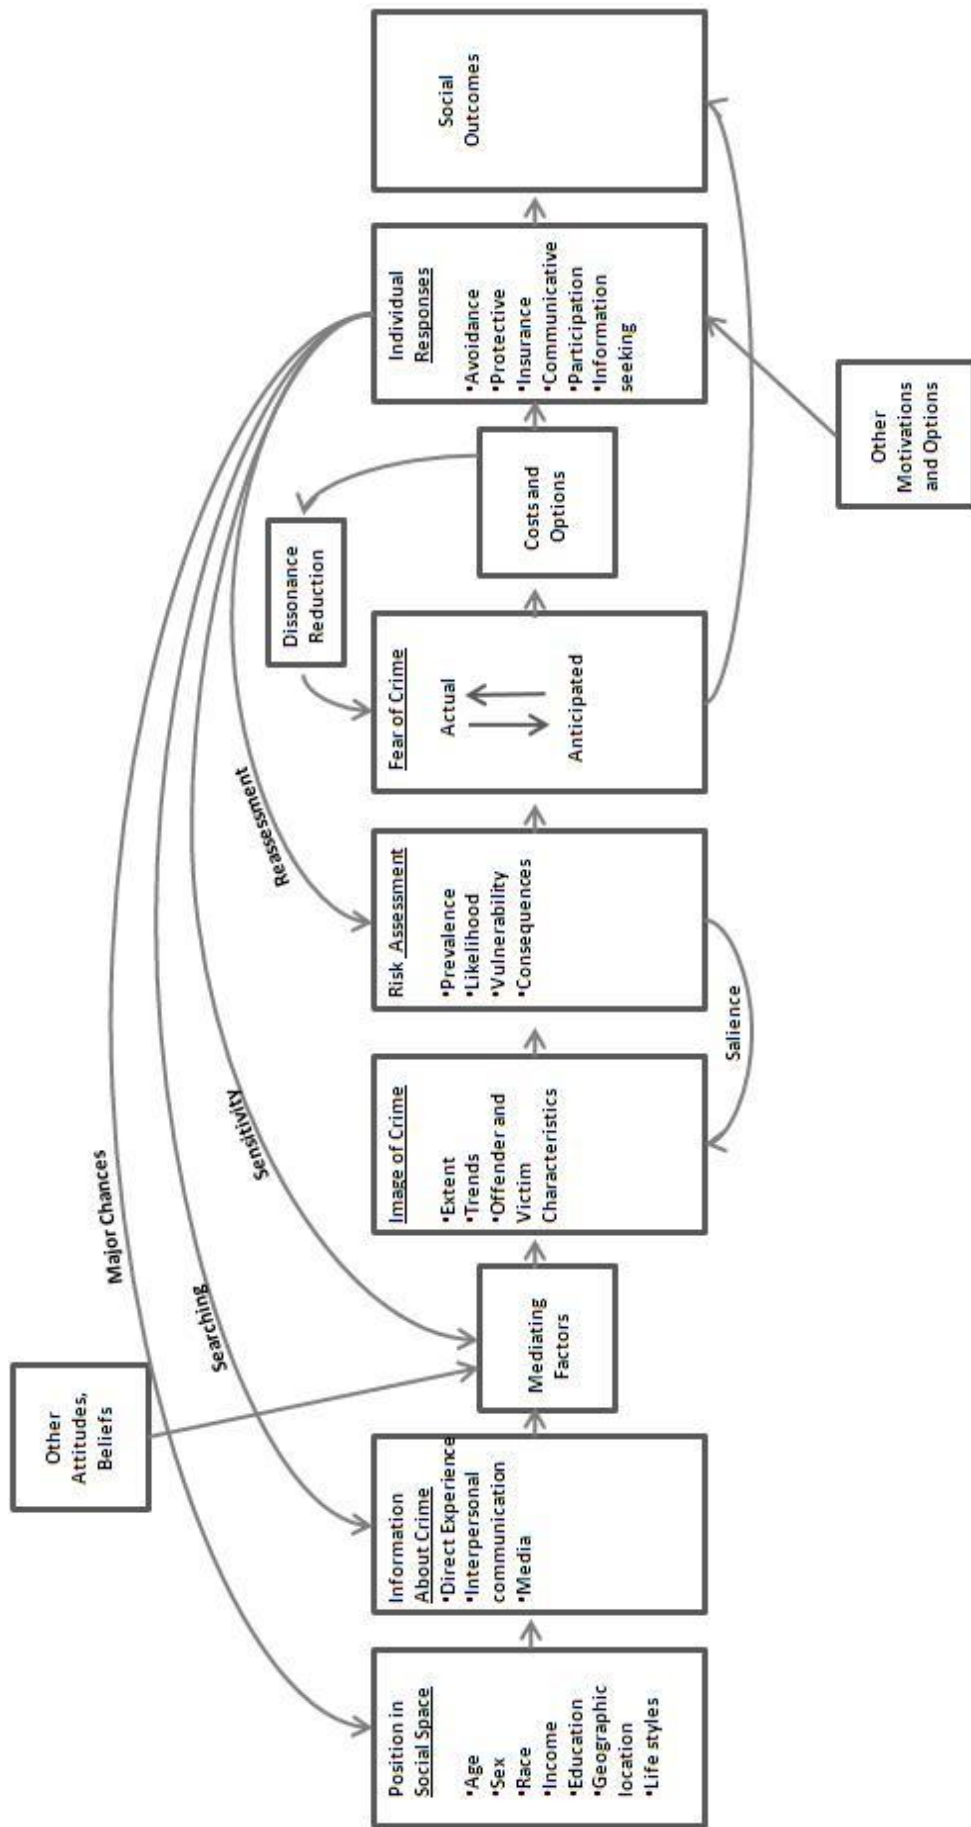 Other
Attitudes,
Beliefs
Major Chances
Searching
Sensitivity
Reassessment
Dissonance
Reduction
Position in
Social Space
▪Age
▪Sex
▪Race
▪Income
▪Education
▪Geographic
location
▪Life styles
Information
About Crime
▪Direct Experience
▪Interpersonal
communication
▪Media
Mediating
Factors
Image of Crime
▪Extent
▪Trends
▪Offender and
Victim
Characteristics
Risk Assessment
▪Prevalence
▪Likelihood
▪Vulnerability
▪Consequences
Salience
Fear of Crime
Actual
Anticipated
Costs and
Options
Individual
Responses
▪Avoidance
▪Protective
▪Insurance
▪Communicative
▪Participation
▪Information
seeking
Social
Outcomes
Other
Motivations
and Options